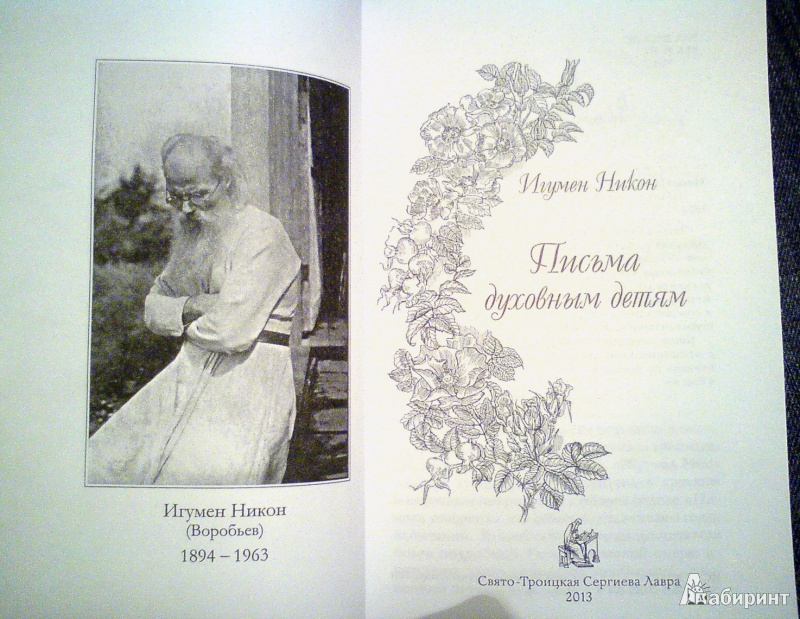 Игумен Никон
(Воробьев)
1894 – 1963
Игумен Никон
Письма
духовным детям
Свято-Троицкая Сергиева Лавра
2013
Лабиринт